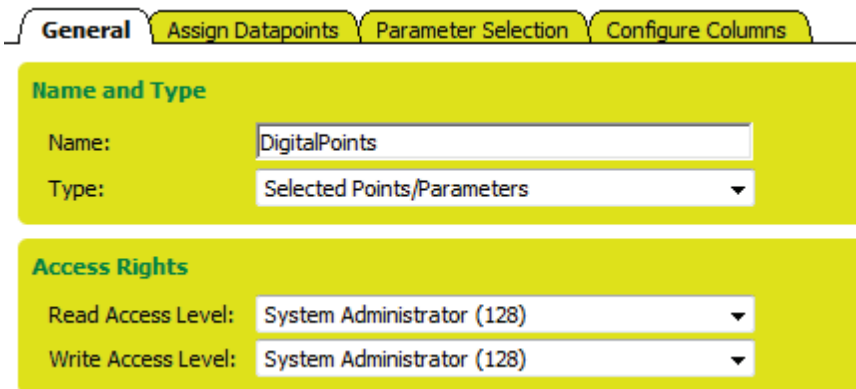 General Assign Datapoints Parameter Selection Configure Columns
Name and Type
Name: DigitalPoints
Type: Selected Points/Parameters
Access Rights
Read Access Level: System Administrator (128)
Write Access Level: System Administrator (128)